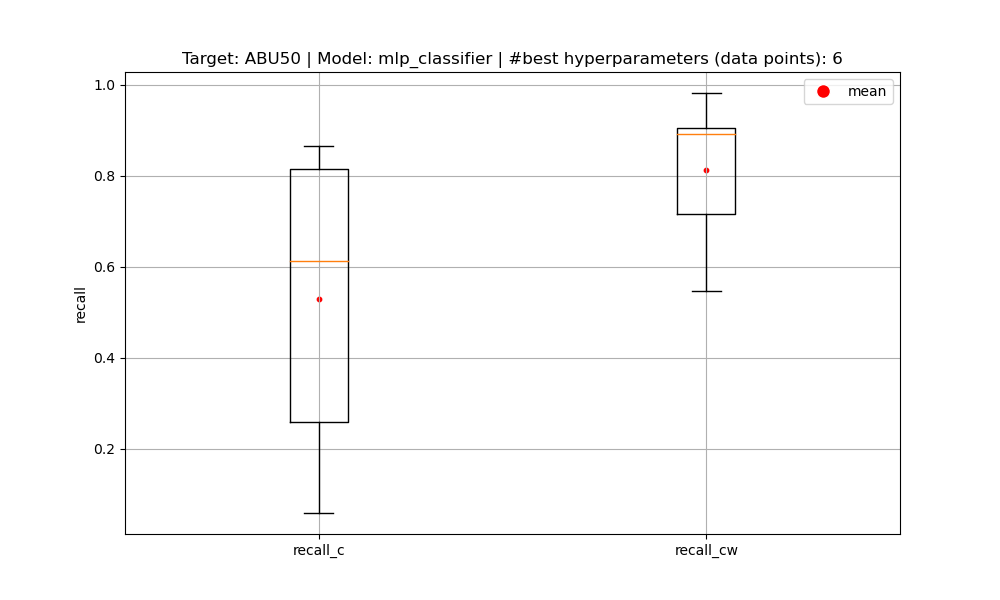 Target: ABU50 | Model: mlp_classifier | #best hyperparameters (data points): 6
mean
1.0
0.8
0.6
0.4
0.2
recall
recall_c
recall_cw